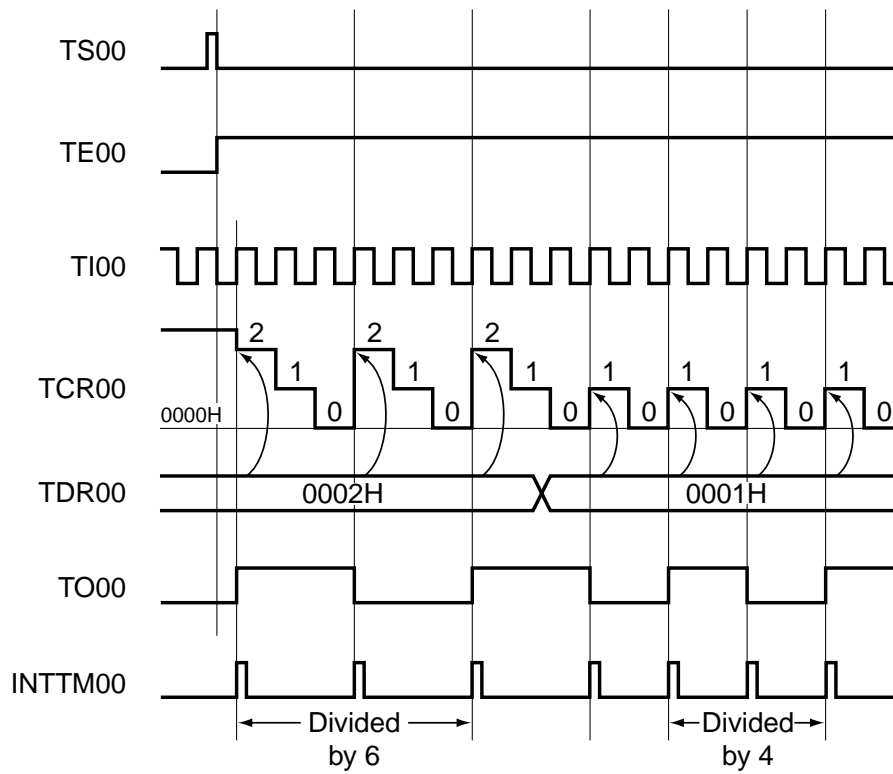 TS00
TE00
TI00
2 2 2
1 1 1 1 1 1 1
TCR00
0 0 0 0 0 0 0
0000H
TDR00
0002H 0001H
TO00
INTTM00
Divided by 6
Divided by 4